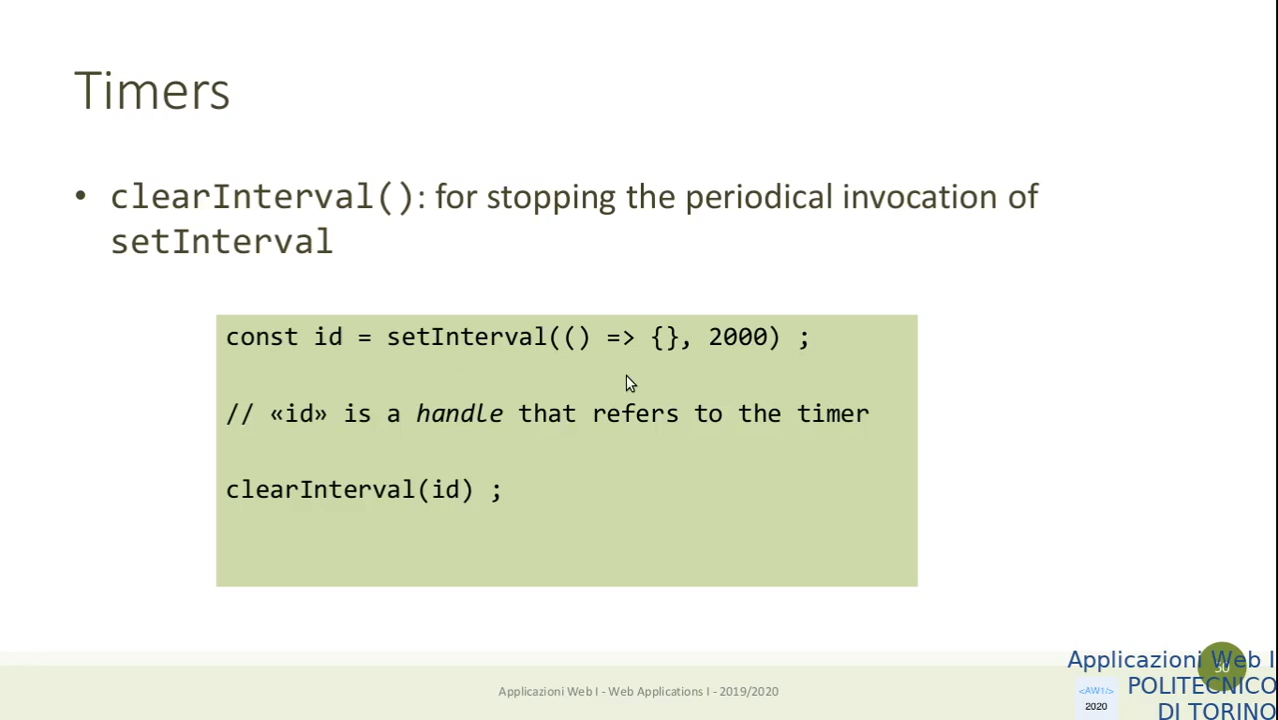 Timers
• clearInterval(): for stopping the periodical invocation of
setInterval
const id = setInterval(() => {}, 2000) ;
// «id» is a handle that refers to the timer
clearInterval(id) ;
Applicazioni Web I - Web Applications I - 2019/2020
Applicazioni Web I
POLITECNICO
DI TORINO
<AW1/>
2020